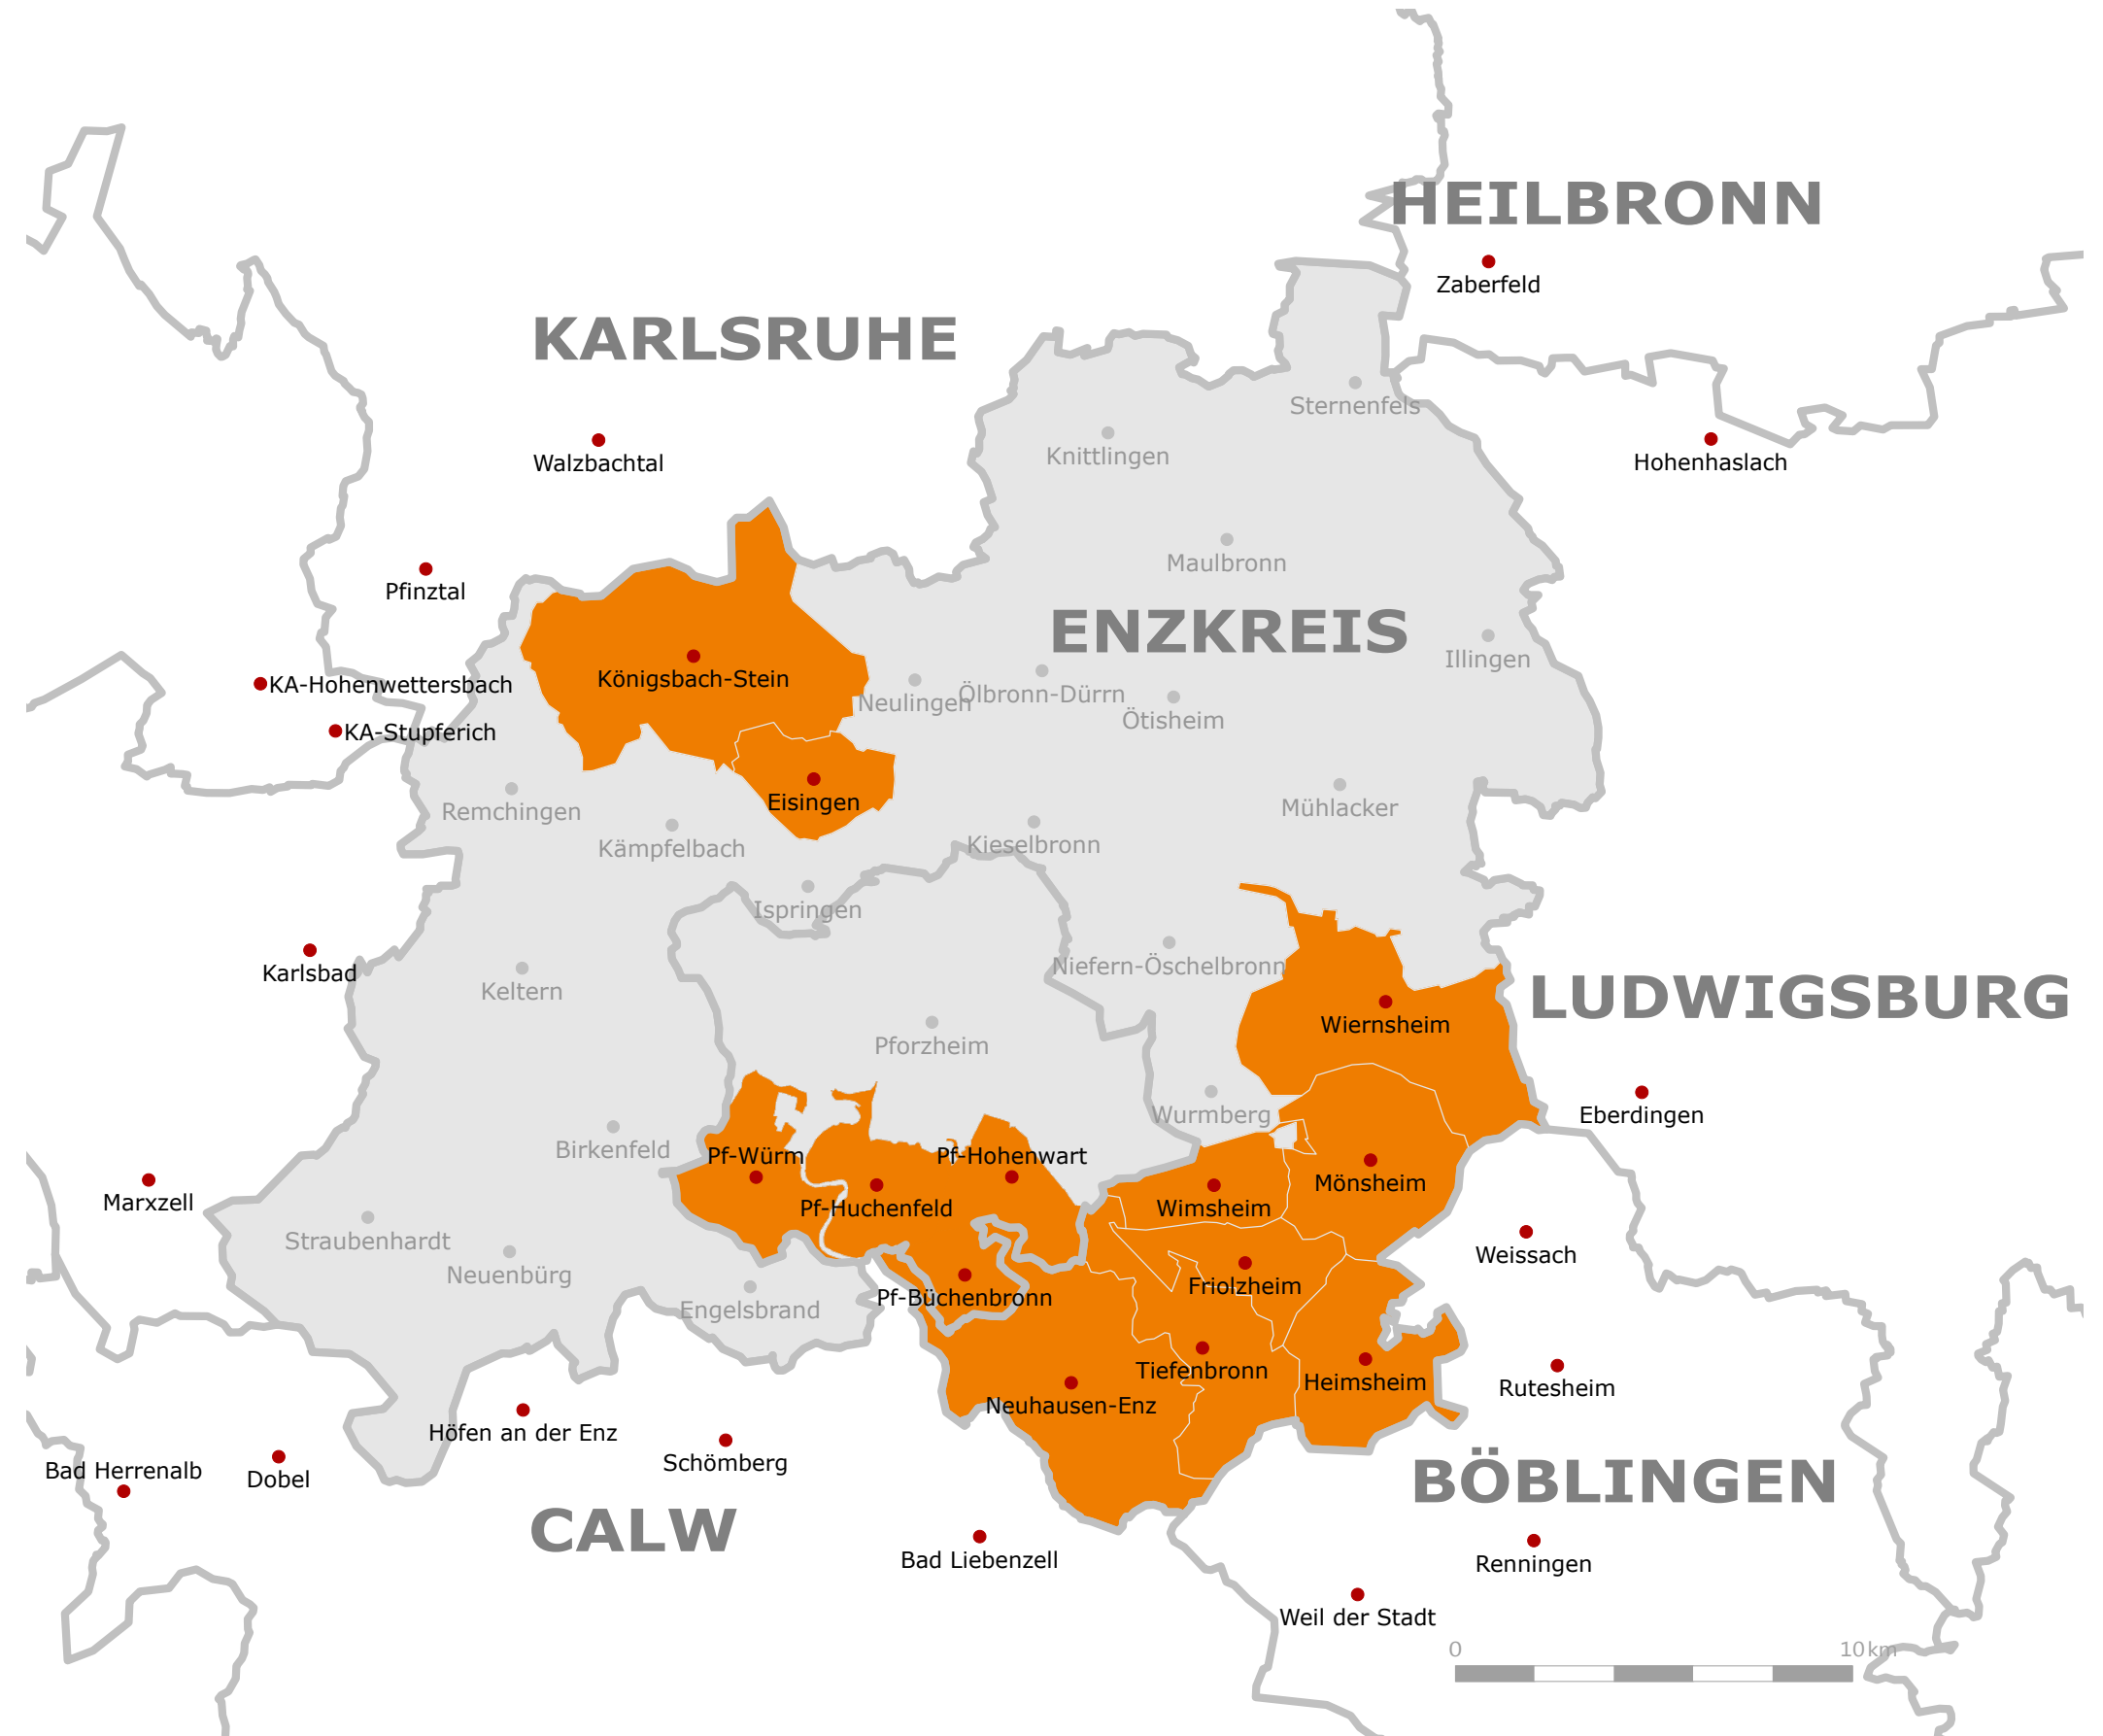 HEILBRONN
Zaberfeld
KARLSRUHE
Sternenfels
Walzbachtal
Knittlingen
Hohenhaslach
Maulbronn
Pfinztal
ENZKREIS
Illingen
Königsbach-Stein
KA-Hohenwettersbach
Neulingen
Ölbronn-Dürrn
Ötisheim
KA-Stupferich
Eisingen
Remchingen
Mühlacker
Kämpfelbach
Kieselbronn
Ispringen
Niefern-Öschelbronn
Karlsbad
Keltern
LUDWIGSBURG
Wiernsheim
Pforzheim
Eberdingen
Wurmberg
Birkenfeld
Pf-Würm
Pf-Hohenwart
Mönsheim
Marxzell
Pf-Huchenfeld
Wimsheim
Straubenhardt
Weissach
Neuenbürg
Friolzheim
Pf-Büchenbronn
Engelsbrand
Tiefenbronn
Heimsheim
Rutesheim
Neuhausen-Enz
Höfen an der Enz
Schömberg
Bad Herrenalb
Dobel
BÖBLINGEN
CALW
Bad Liebenzell
Renningen
Weil der Stadt
0 10km